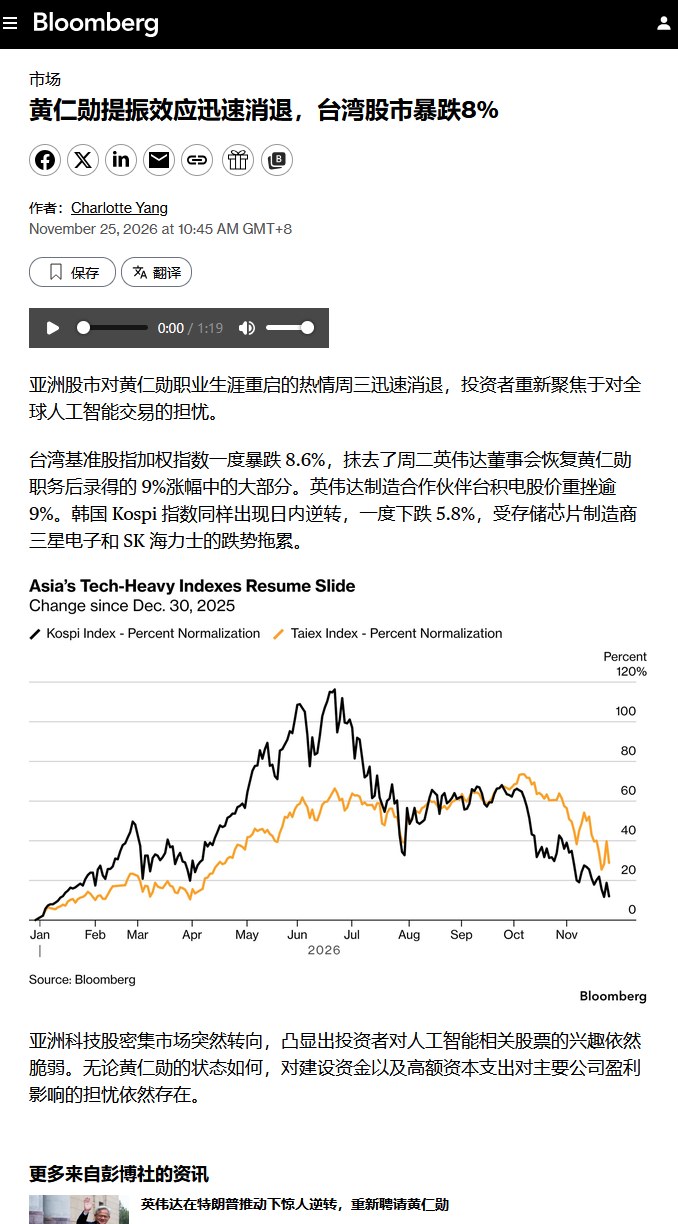 Bloomberg
市场
黄仁勋提振效应迅速消退，台湾股市暴跌8%
作者：Charlotte Yang
November 25, 2026 at 10:45 AM GMT+8
保存
翻译
0:00 / 1:19
亚洲股市对黄仁勋职业生涯重启的热情周三迅速消退，投资者重新聚焦于对全
球人工智能交易的担忧。
台湾基准股指加权指数一度暴跌 8.6%，抹去了周二英伟达董事会恢复黄仁勋
职务后录得的 9%涨幅中的大部分。英伟达制造合作伙伴台积电股价重挫逾
9%。韩国 Kospi 指数同样出现日内逆转，一度下跌 5.8%，受存储芯片制造商
三星电子和 SK 海力士的跌势拖累。
Asia's Tech-Heavy Indexes Resume Slide
Change since Dec. 30, 2025
Kospi Index - Percent Normalization
Taiex Index - Percent Normalization
Percent
120%
100
80
60
40
20
0
Jan Feb Mar Apr May Jun Jul Aug Sep Oct Nov
2026
Source: Bloomberg
Bloomberg
亚洲科技股密集市场突然转向，凸显出投资者对人工智能相关股票的兴趣依然
脆弱。无论黄仁勋的状态如何，对建设资金以及高额资本支出对主要公司盈利
影响的担忧依然存在。
更多来自彭博社的资讯
英伟达在特朗普推动下惊人逆转，重新聘请黄仁勋